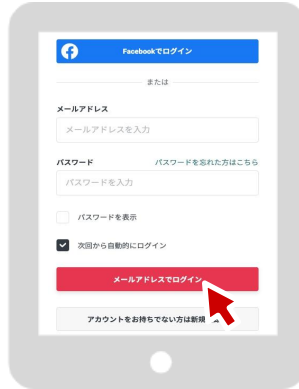 Facebookでログイン
または
メールアドレス
メールアドレスを入力
パスワード パスワードを忘れた方はこちら
パスワードを入力
パスワードを表示
次回から自動的にログイン
メールアドレスでログイン
アカウントをお持ちでない方は新規